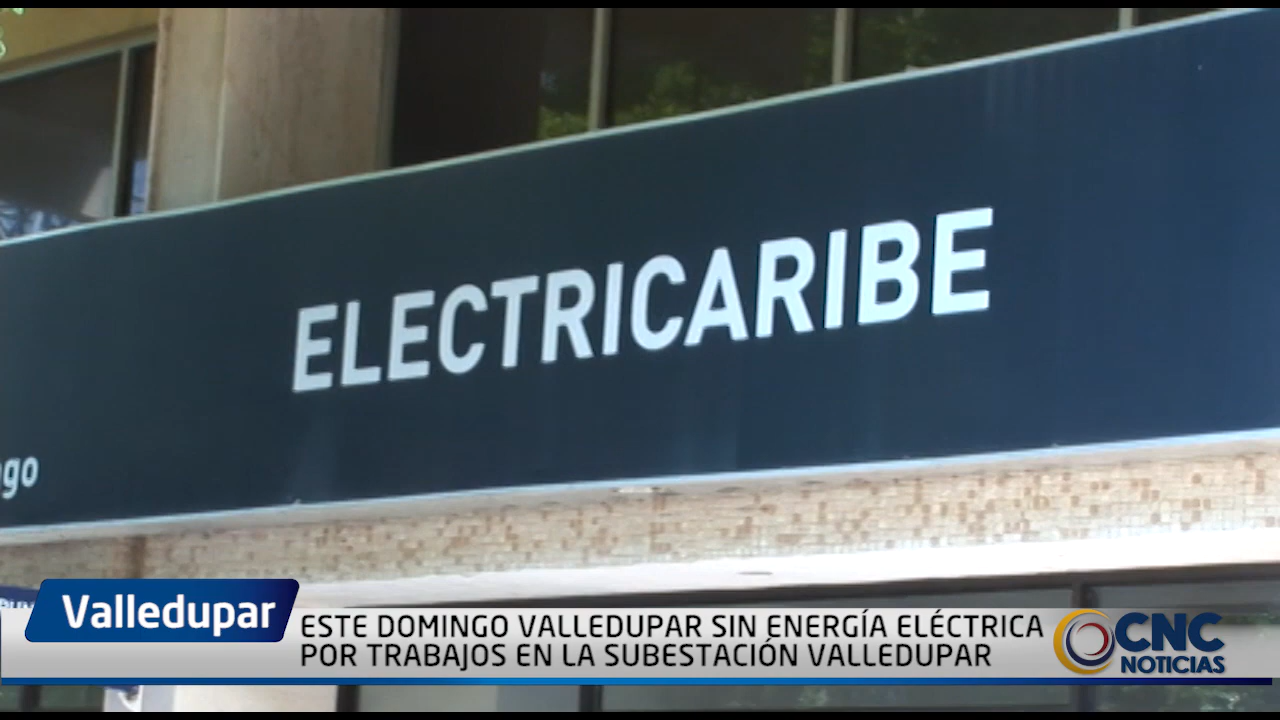 ELECTRICARIBE
Valledupar
ESTE DOMINGO VALLEDUPAR SIN ENERGÍA ELÉCTRICA
POR TRABAJOS EN LA SUBESTACIÓN VALLEDUPAR
CNC
NOTICIAS